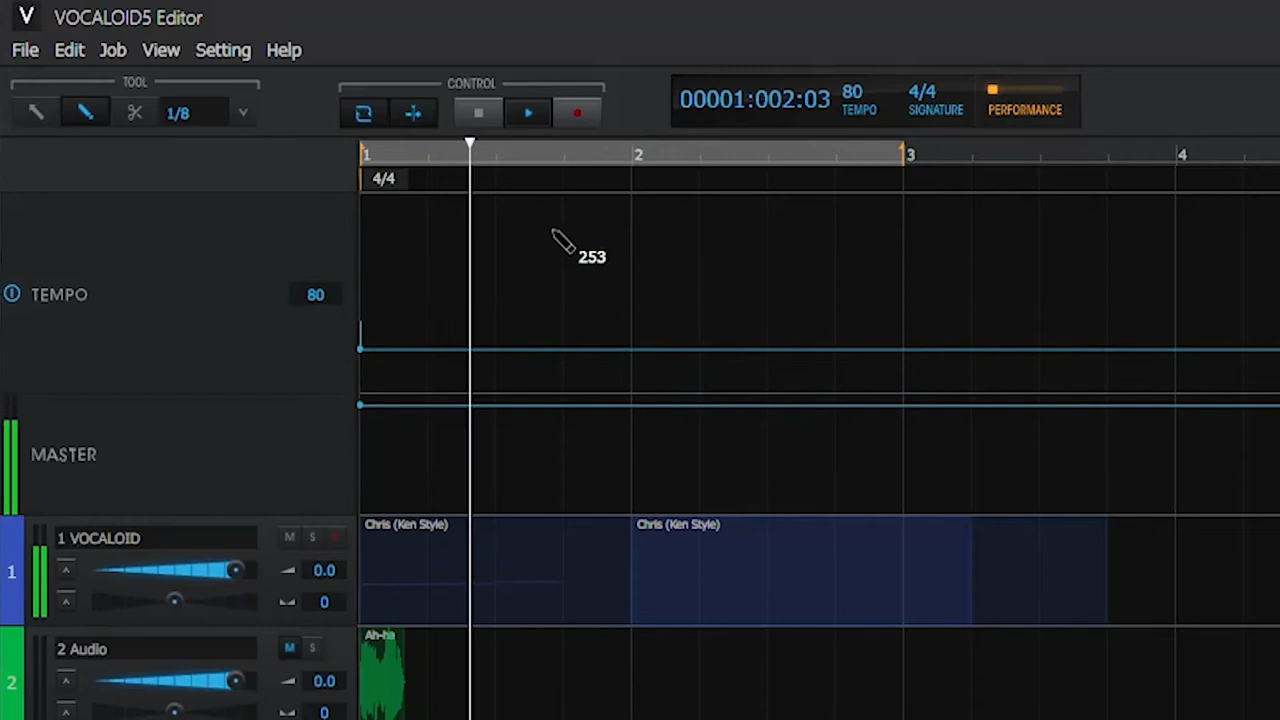 V VOCALOID5 Editor
File Edit Job View Setting Help
TOOL
CONTROL
1/8
00001:002:03
80
TEMPO
4/4
SIGNATURE
PERFORMANCE
1 2 3 4
4/4
253
TEMPO 80
MASTER
Chris (Ken Style) Chris (Ken Style)
1
1 VOCALOID M S
0.0
0
Ah-ha
2
2 Audio M S
0.0
0